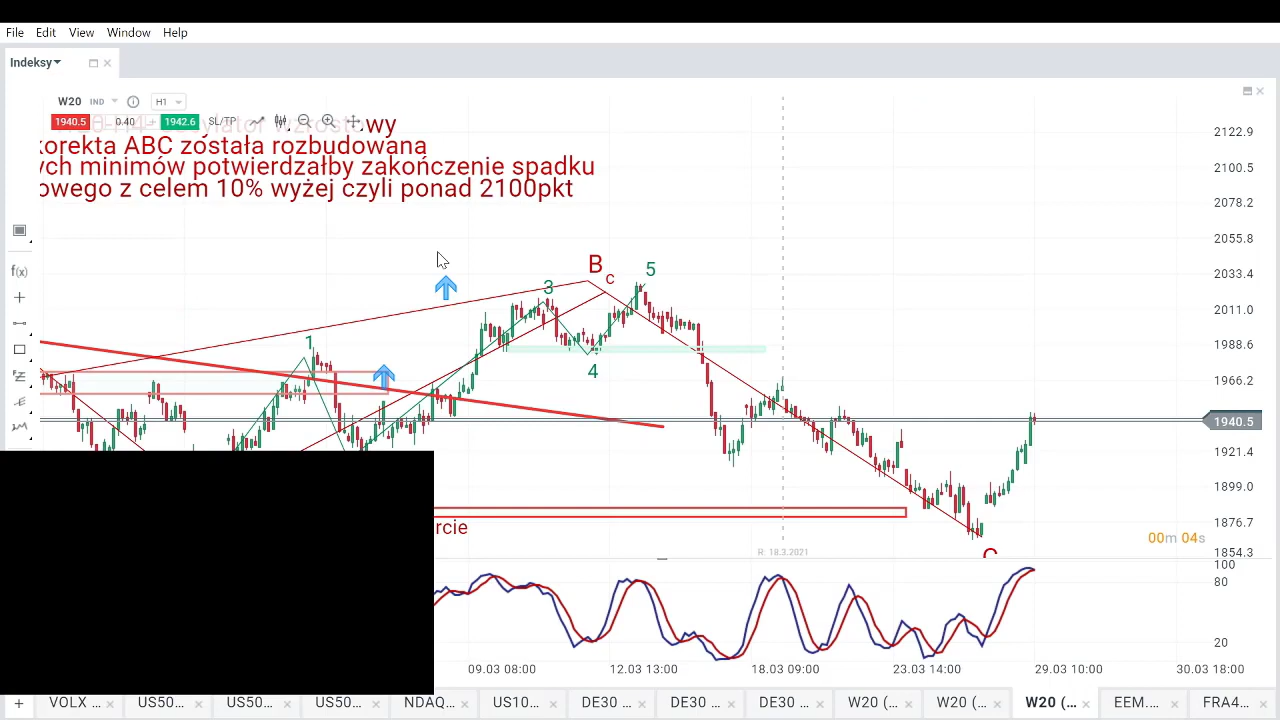 File Edit View Window Help
Indeksy
W20 IND H1
1940.5 0.40 1942.6 SL/TP
wy
korekta ABC została rozbudowana
ych minimów potwierdzałby zakończenie spadku
owego z celem 10% wyżej czyli ponad 2100pkt
2122.9
2100.5
2078.2
2055.8
2033.4
2011.0
1988.6
1966.2
1940.5
1921.4
1899.0
1876.7
1854.3
f(x)
B
c
5
3
1
4
rcie
C
00m 04s
R: 18.3.2021
100
80
20
09.03 08:00 12.03 13:00 18.03 09:00 23.03 14:00 29.03 10:00 30.03 18:00
+ VOLX ... US50... US50... US50... NDAQ... US10 ... DE30 ... DE30 ... DE30 ... W20 (... W20 (... W20 (... EEM.... FRA4...